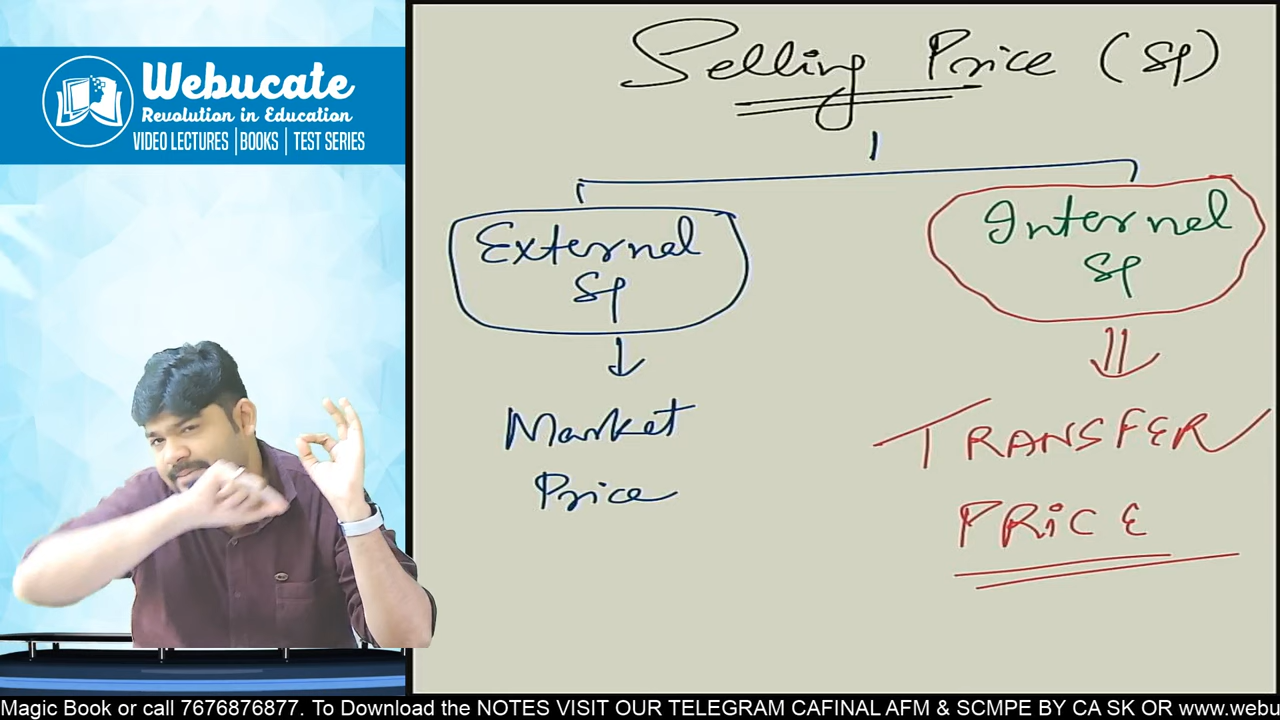 Webucate
Revolution in Education
VIDEO LECTURES | BOOKS | TEST SERIES
Selling Price (SP)
External
SP
Internal
SP
Market
Price
TRANSFER
PRiCE
Magic Book or call 7676876877. To Download the NOTES VISIT OUR TELEGRAM CAFINAL AFM & SCMPE BY CA SK OR www.webu